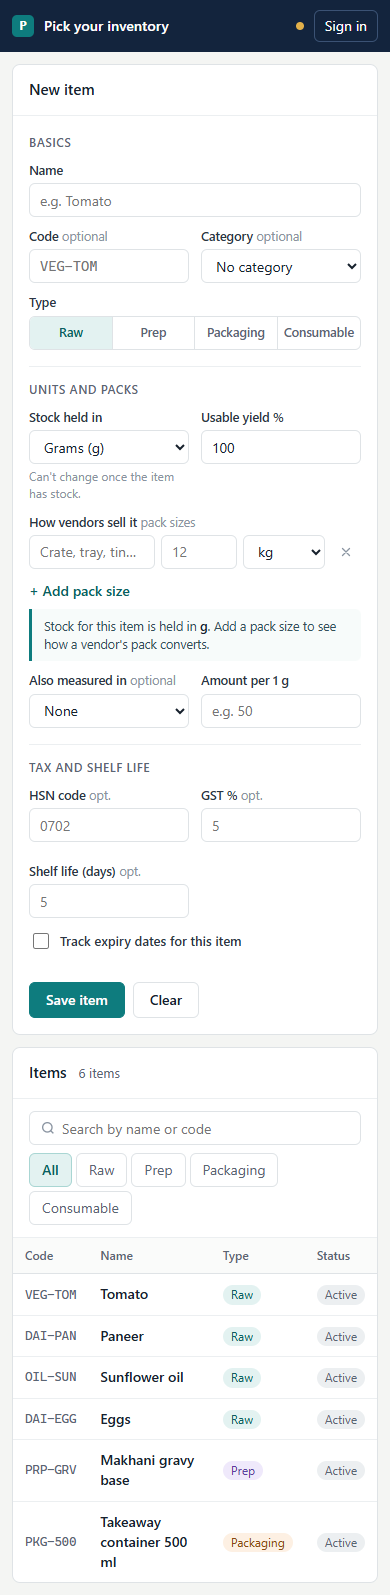 P Pick your inventory Sign in
New item
BASICS
Name
e.g. Tomato
Code optional Category optional
VEG-TOM No category
Type
Raw Prep Packaging Consumable
UNITS AND PACKS
Stock held in Usable yield %
Grams (g) 100
Can't change once the item
has stock.
How vendors sell it pack sizes
Crate, tray, tin... 12 kg ×
+ Add pack size
Stock for this item is held in g. Add a pack size to see
how a vendor's pack converts.
Also measured in optional Amount per 1 g
None e.g. 50
TAX AND SHELF LIFE
HSN code opt. GST % opt.
0702 5
Shelf life (days) opt.
5
Track expiry dates for this item
Save item Clear
Items 6 items
Search by name or code
All Raw Prep Packaging
Consumable
Code Name Type Status
VEG-TOM Tomato Raw Active
DAI-PAN Paneer Raw Active
OIL-SUN Sunflower oil Raw Active
DAI-EGG Eggs Raw Active
PRP-GRV Makhani gravy
base Prep Active
PKG-500 Takeaway
container 500
ml Packaging Active